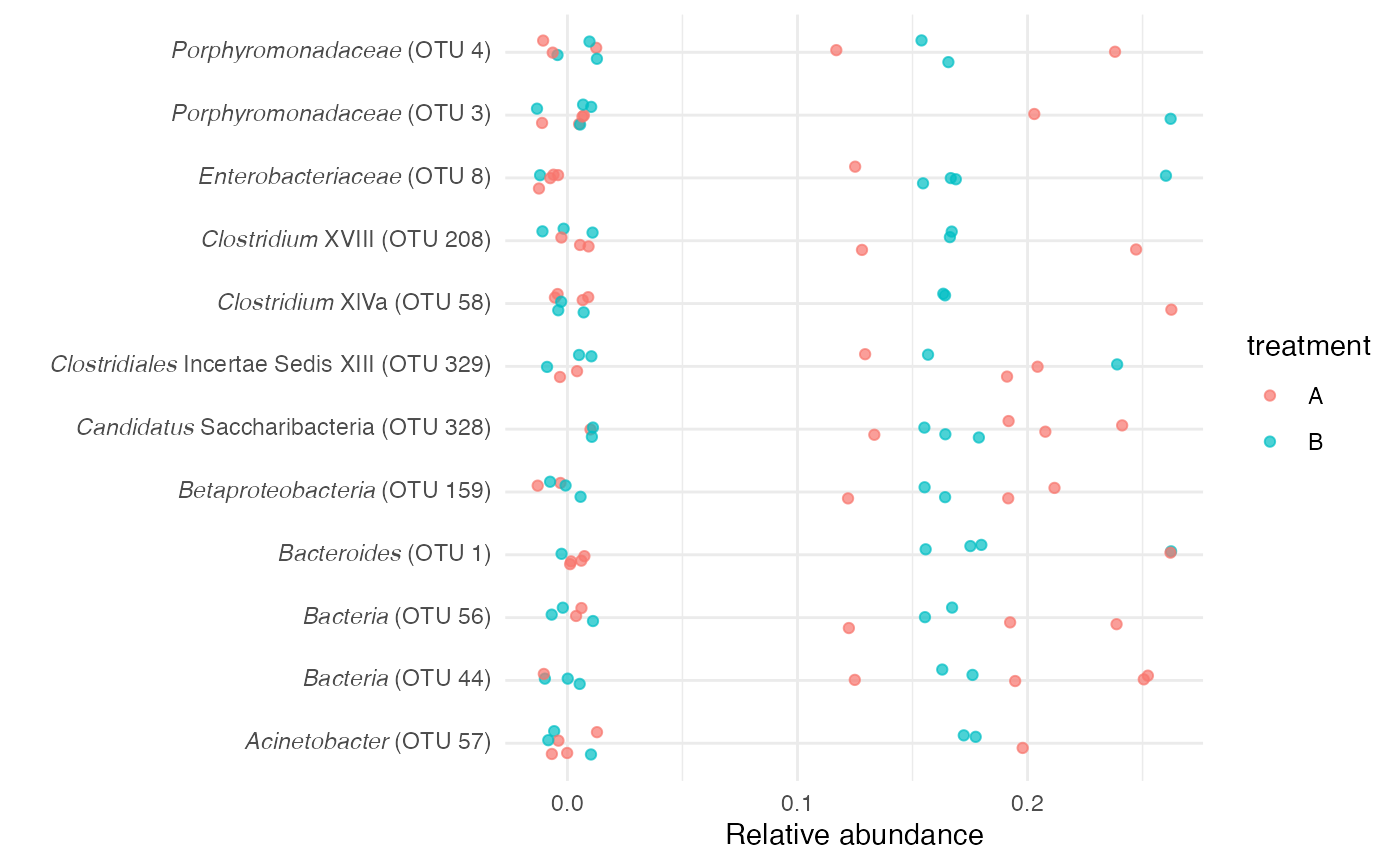 Porphyromonadaceae (OTU 4)
Porphyromonadaceae (OTU 3)
Enterobacteriaceae (OTU 8)
Clostridium XVIII (OTU 208)
Clostridium XIVa (OTU 58)
Clostridiales Incertae Sedis XIII (OTU 329)
Candidatus Saccharibacteria (OTU 328)
Betaproteobacteria (OTU 159)
Bacteroides (OTU 1)
Bacteria (OTU 56)
Bacteria (OTU 44)
Acinetobacter (OTU 57)
0.0 0.1 0.2
Relative abundance
treatment
A
B